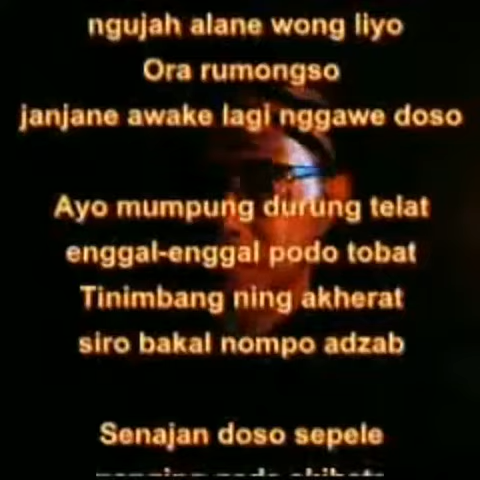 ngujah alane wong liyo
Ora rumongso
janjane awake lagi nggawe doso
Ayo mumpung durung telat
enggal-enggal podo tobat
Tinimbang ning akherat
siro bakal nompo adzab
Senajan doso sepele